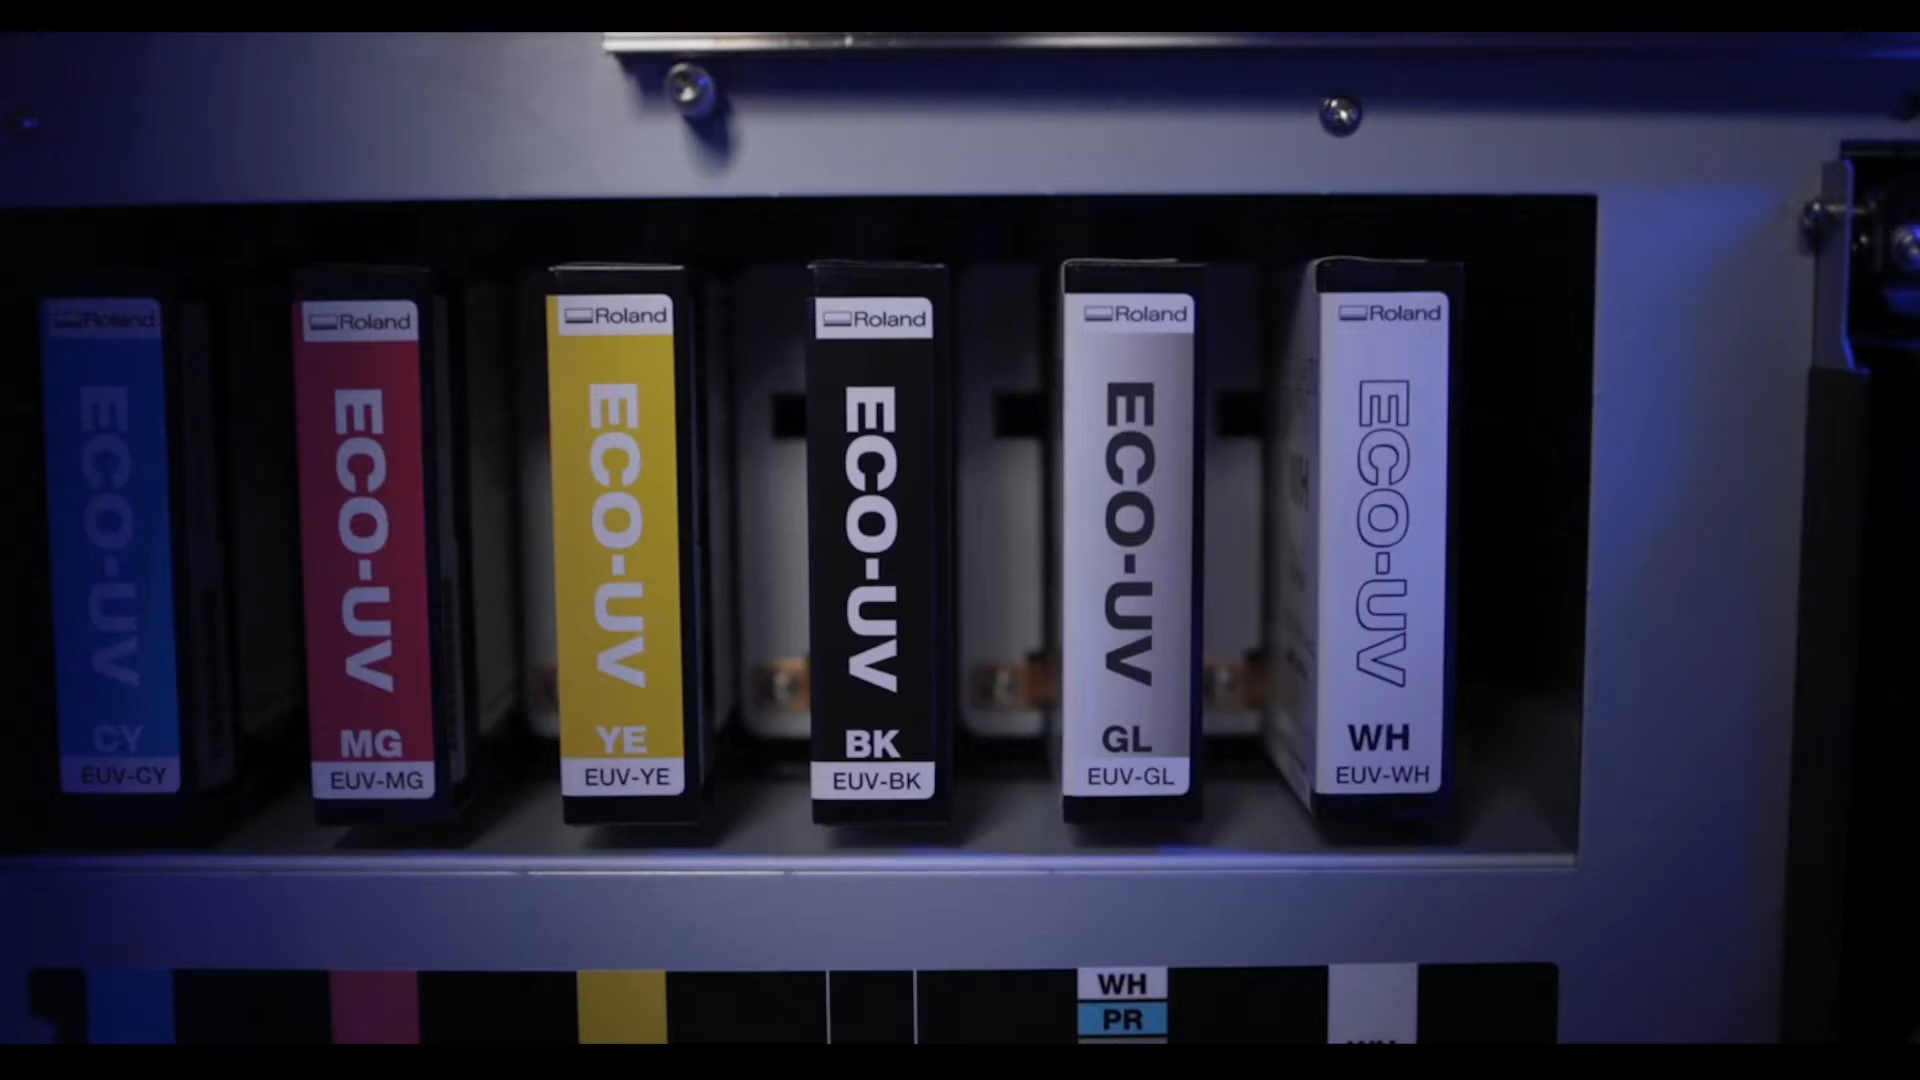 Roland
ECO-UV
CY
EUV-CY
Roland
ECO-UV
MG
EUV-MG
Roland
ECO-UV
YE
EUV-YE
Roland
ECO-UV
BK
EUV-BK
Roland
ECO-UV
GL
EUV-GL
Roland
ECO-UV
WH
EUV-WH
WH
PR